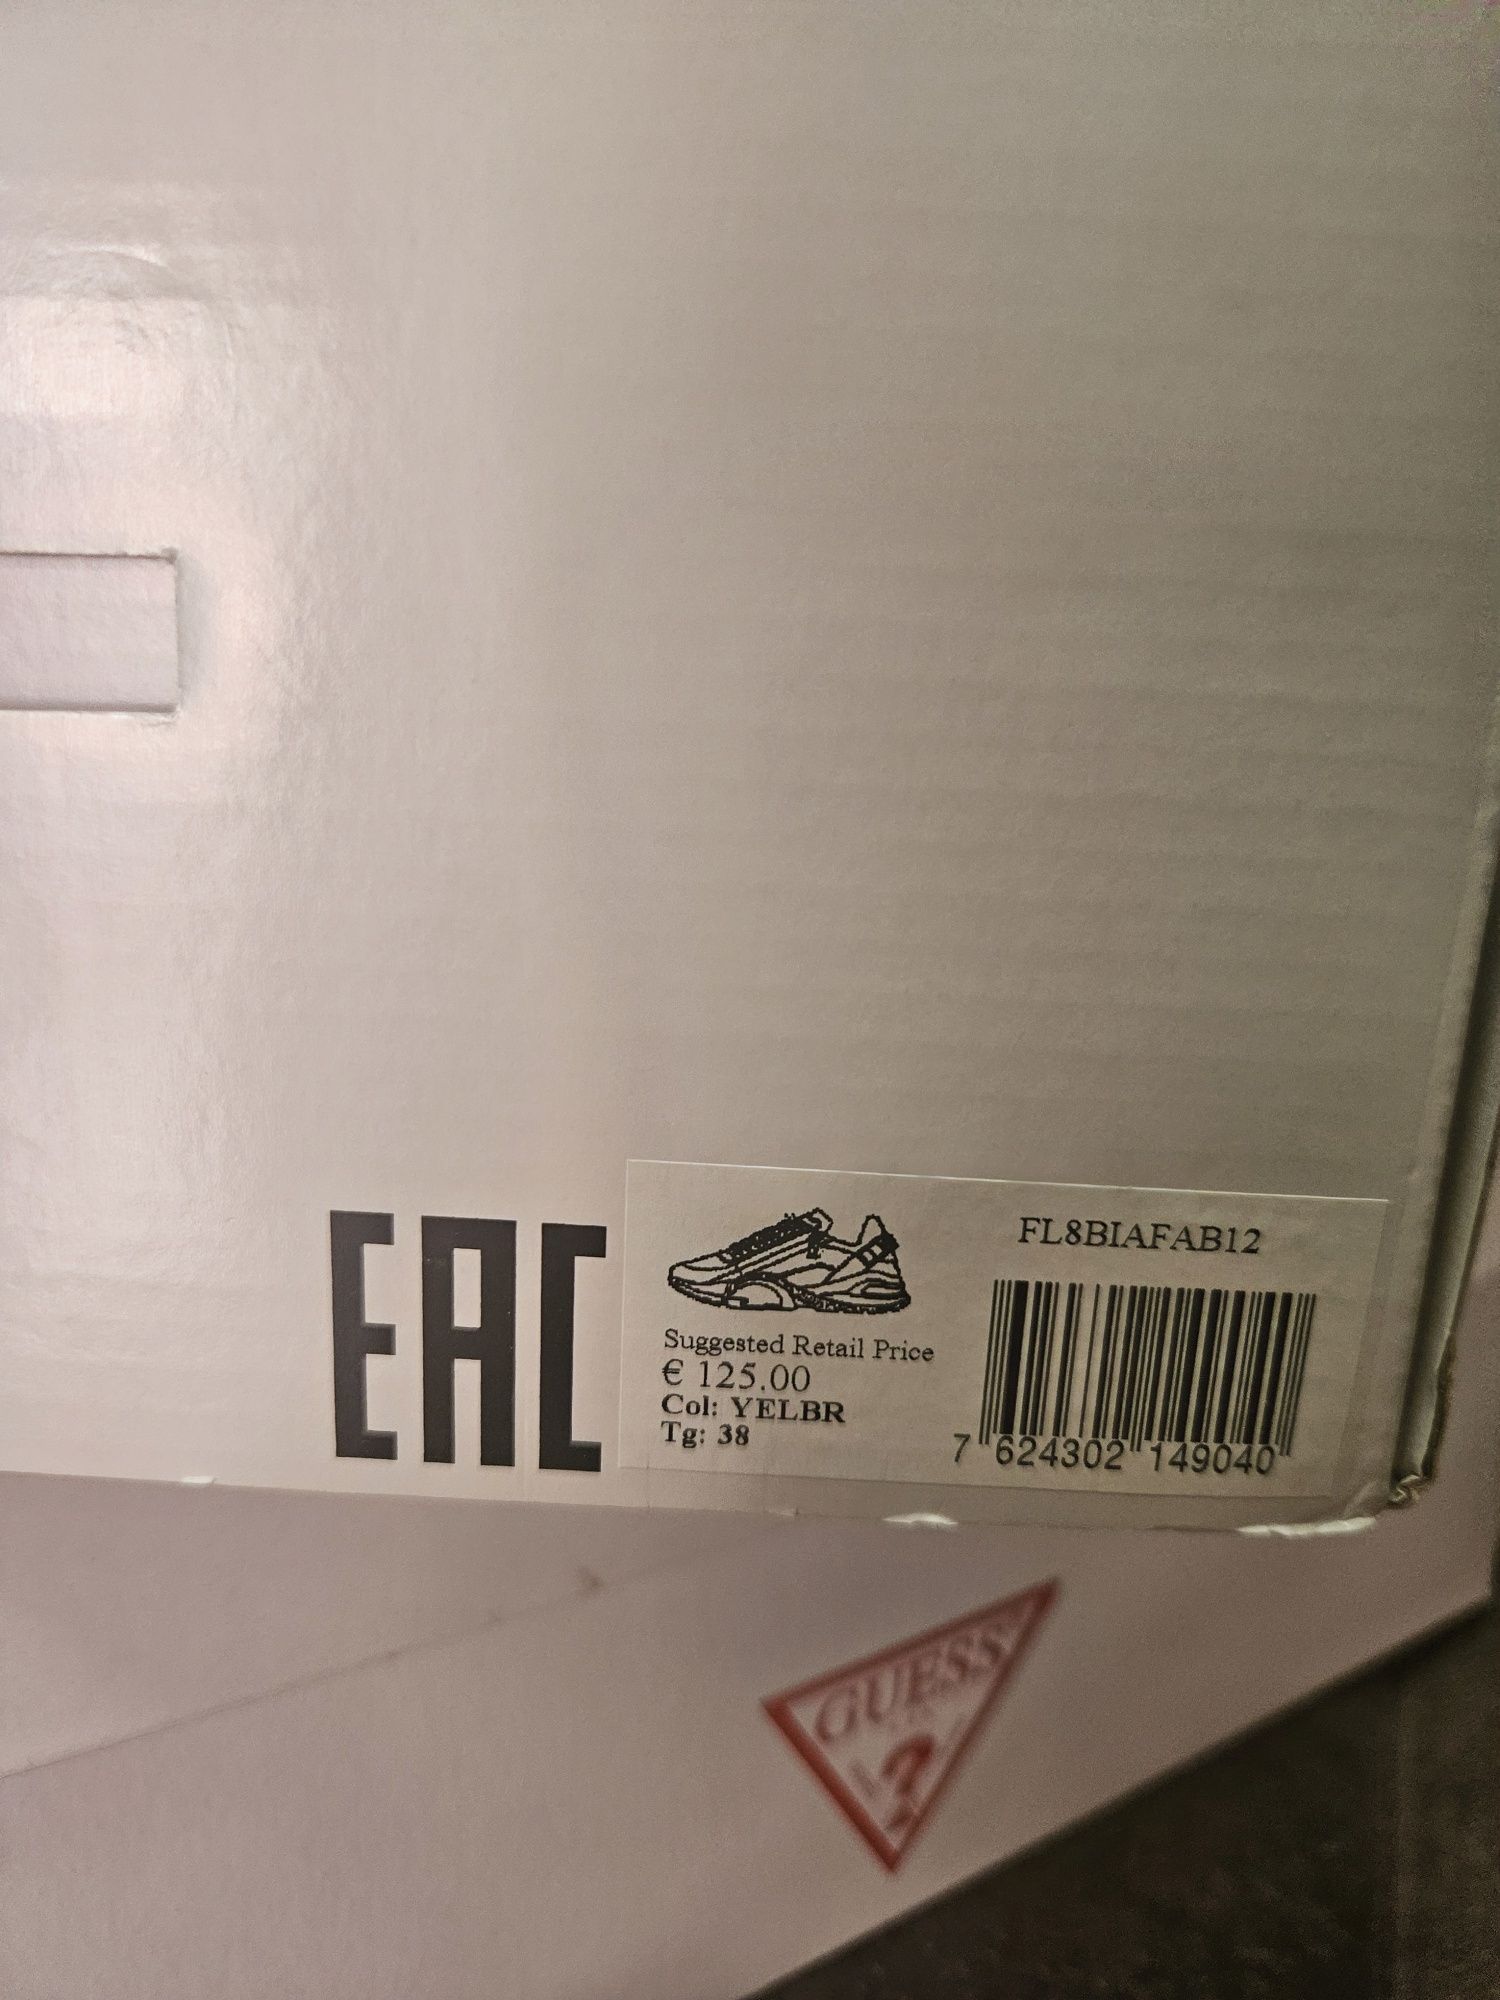 EAC
FL8BIAFAB12
Suggested Retail Price
€ 125.00
Col: YELBR
Tg: 38
7 624302 149040
GUESS
?